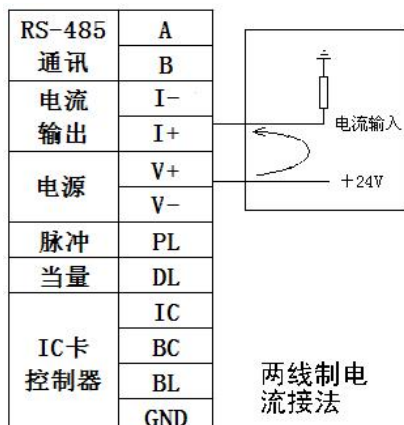 RS-485
通讯
A
B
电流
输出
I-
I+
电源
V+
V-
脉冲
PL
当量
DL
IC卡
控制器
IC
BC
BL
GND
电流输入
+24V
两线制电
流接法